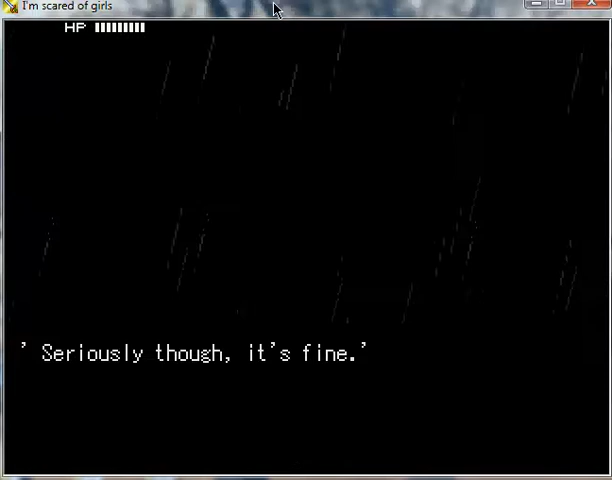 I'm scared of girls
HP
' Seriously though, it's fine.'